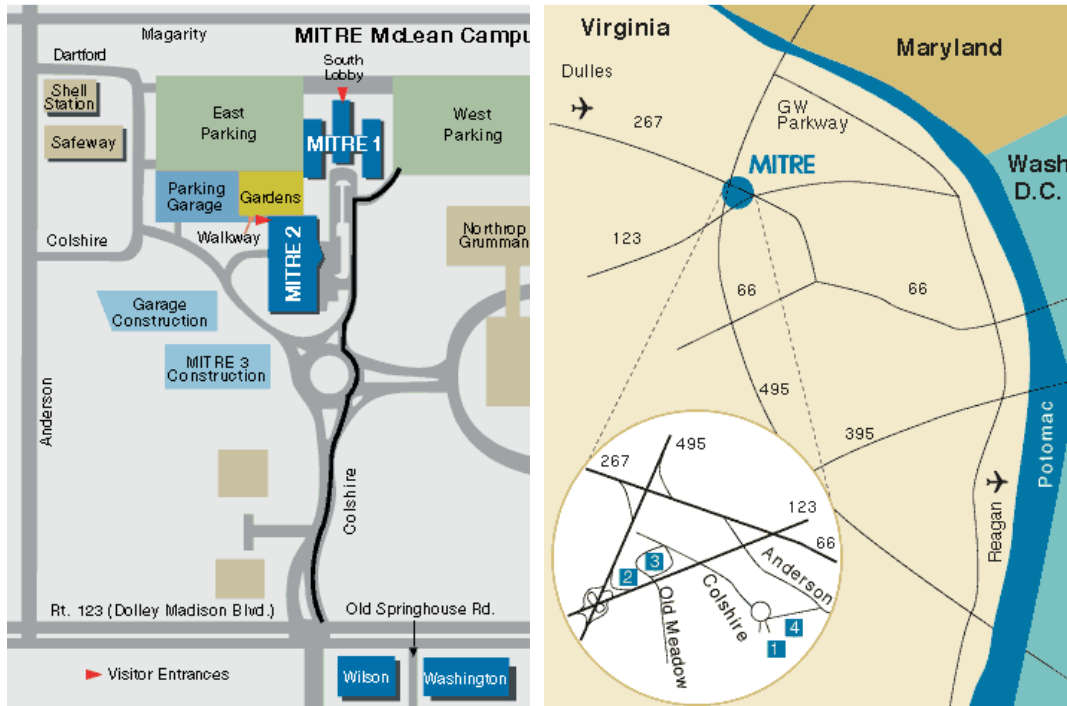 Magarity
MITRE McLean Campu
Dartford
South
Lobby
Shell
Station
Safeway
East
Parking
West
Parking
MITRE 1
Parking
Garage
Gardens
Northrop
Grumman
Colshire
Walkway
MITRE 2
Garage
Construction
MITRE 3
Construction
Anderson
Colshire
Rt. 123 (Dolley Madison Blvd.)
Old Springhouse Rd.
Visitor Entrances
Wilson
Washington
Virginia
Maryland
Dulles
GW
Parkway
267
MITRE
Wash
D.C.
123
66
66
495
395
Potomac
Reagan
495
267
123
66
Anderson
3
2
Colshire
Old Meadow
4
1